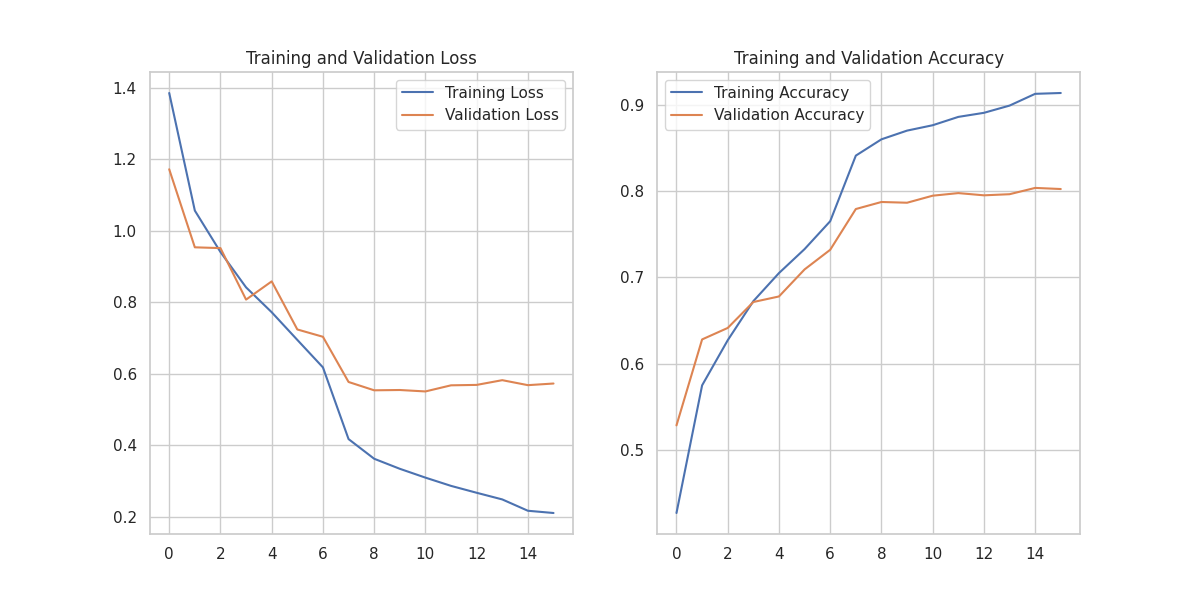 Training and Validation Loss
1.4
1.2
1.0
0.8
0.6
0.4
0.2
Training Loss
Validation Loss
0 2 4 6 8 10 12 14
Training and Validation Accuracy
0.9
0.8
0.7
0.6
0.5
Training Accuracy
Validation Accuracy
0 2 4 6 8 10 12 14